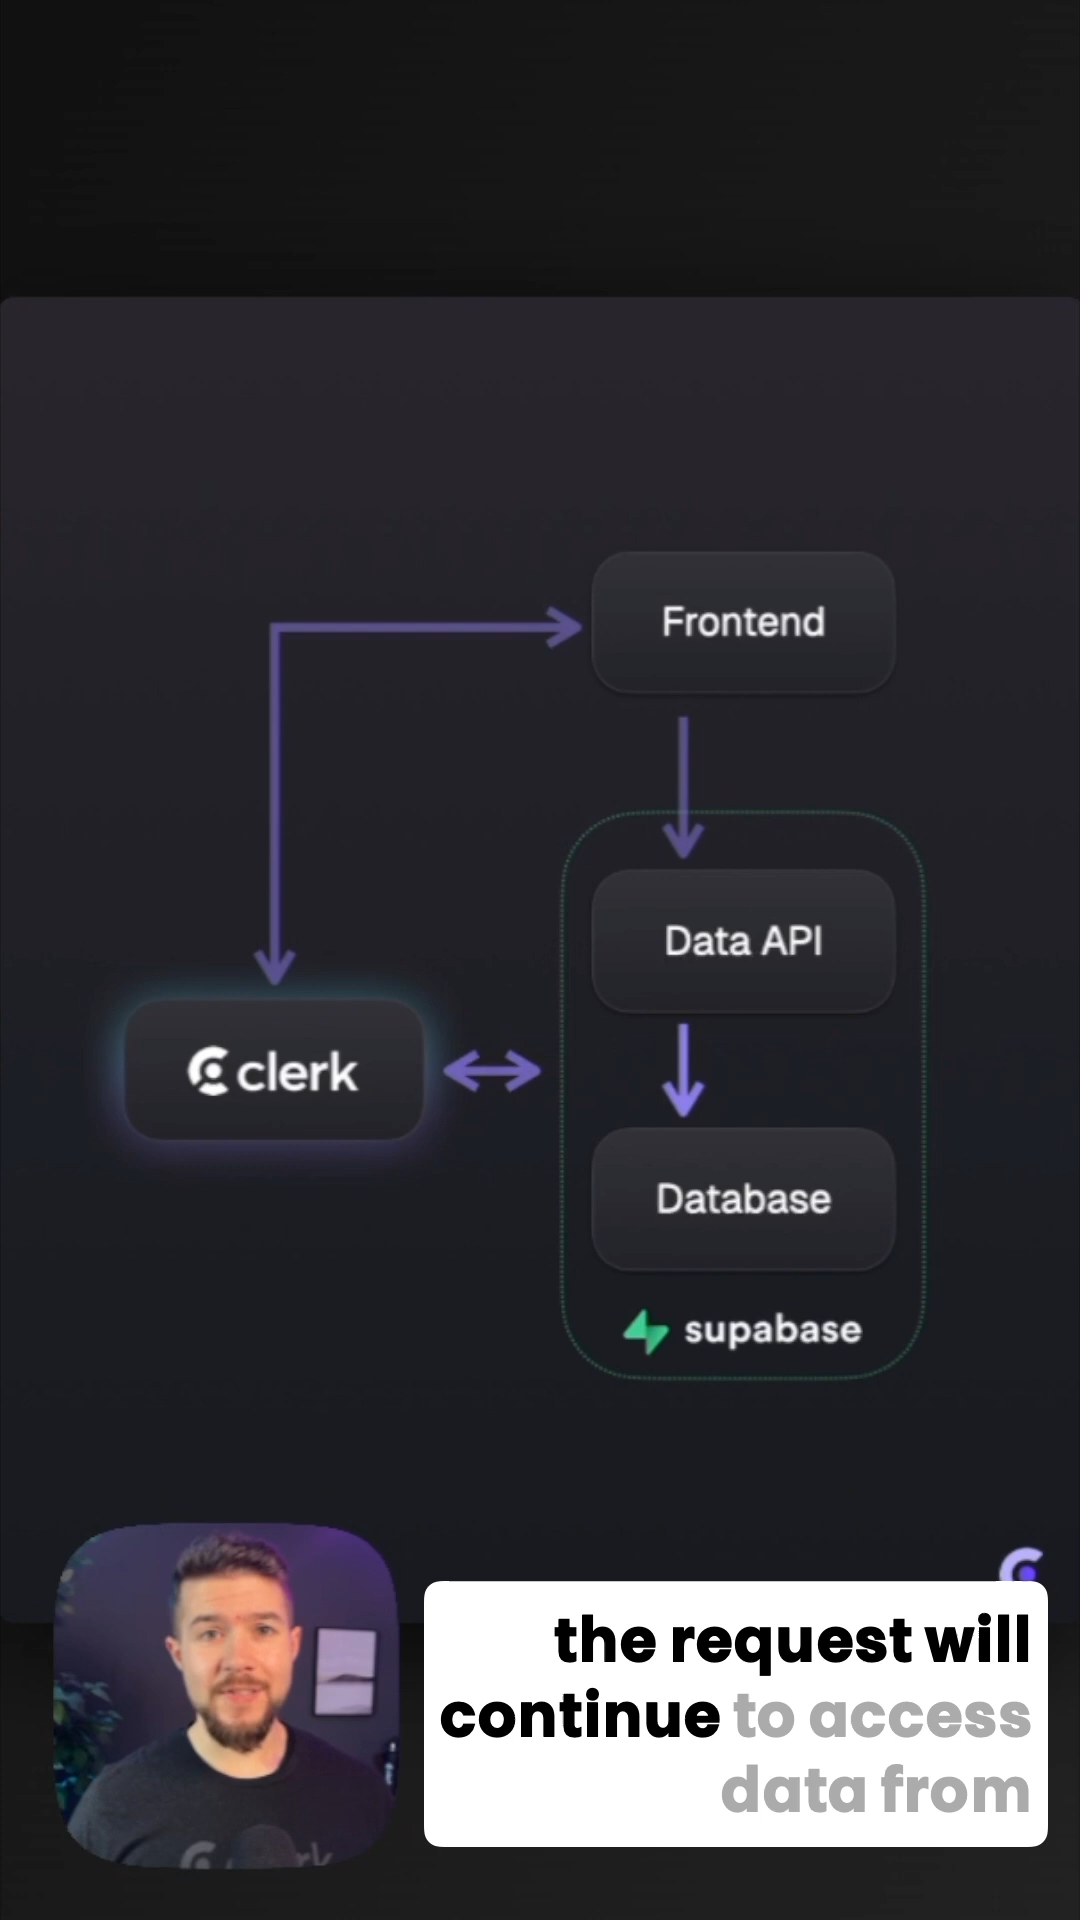 Frontend
Data API
clerk
Database
supabase
the request will
continue to access
data from